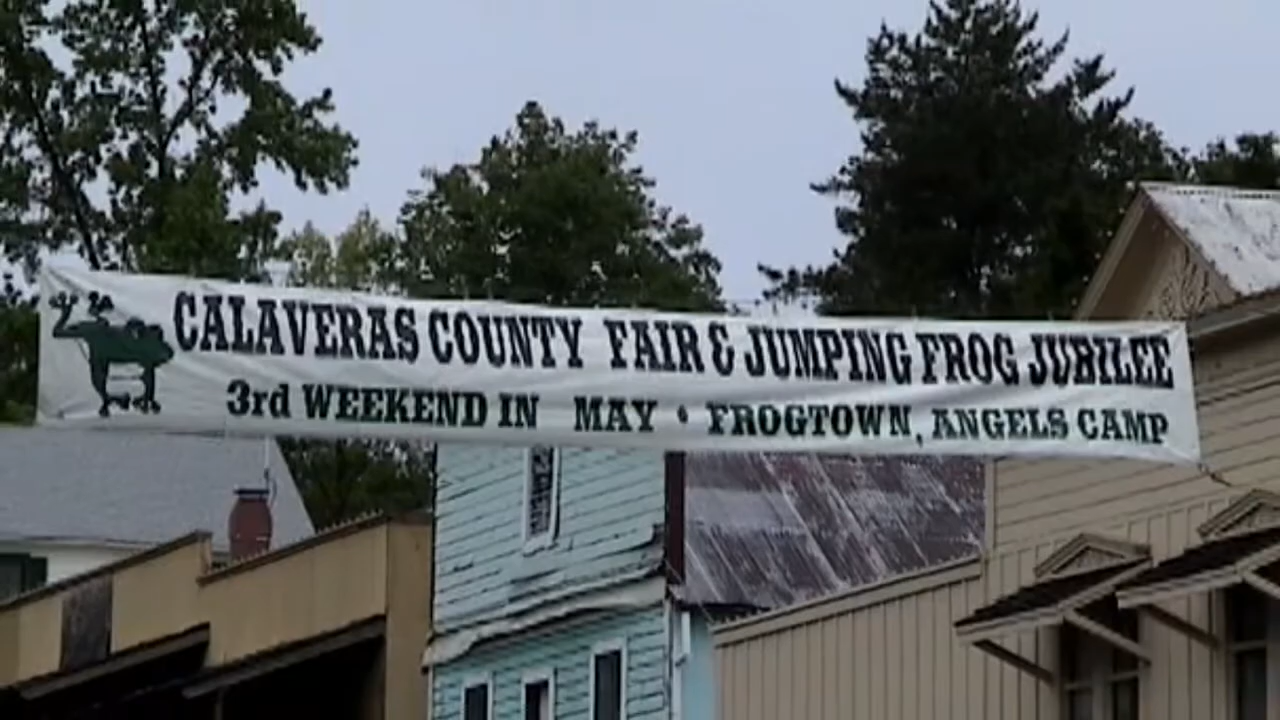 CALAVERAS COUNTY FAIR & JUMPING FROG JUBILEE
3rd WEEKEND IN MAY • FROGTOWN, ANGELS CAMP